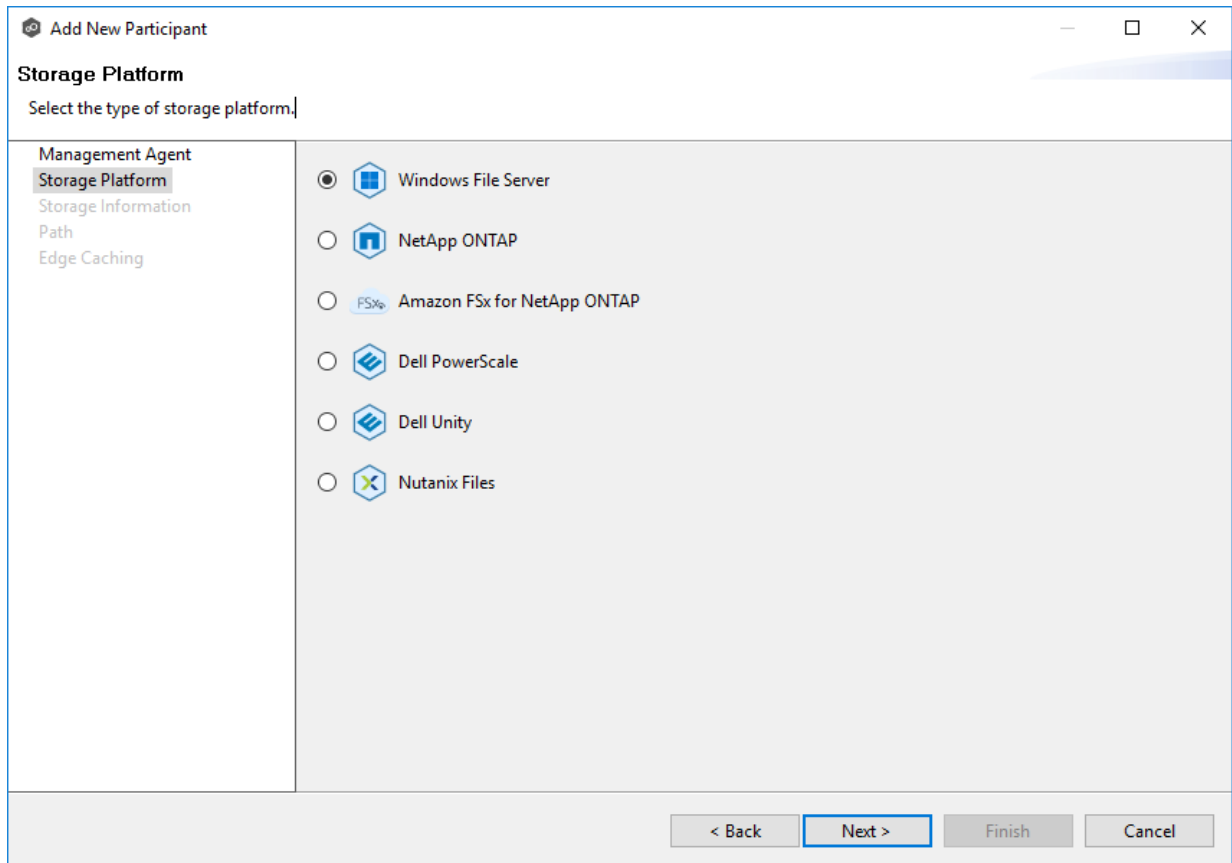 Add New Participant
Storage Platform
Select the type of storage platform.
Management Agent
Storage Platform
Storage Information
Path
Edge Caching
Windows File Server
NetApp ONTAP
FSx Amazon FSx for NetApp ONTAP
Dell PowerScale
Dell Unity
Nutanix Files
< Back Next > Finish Cancel